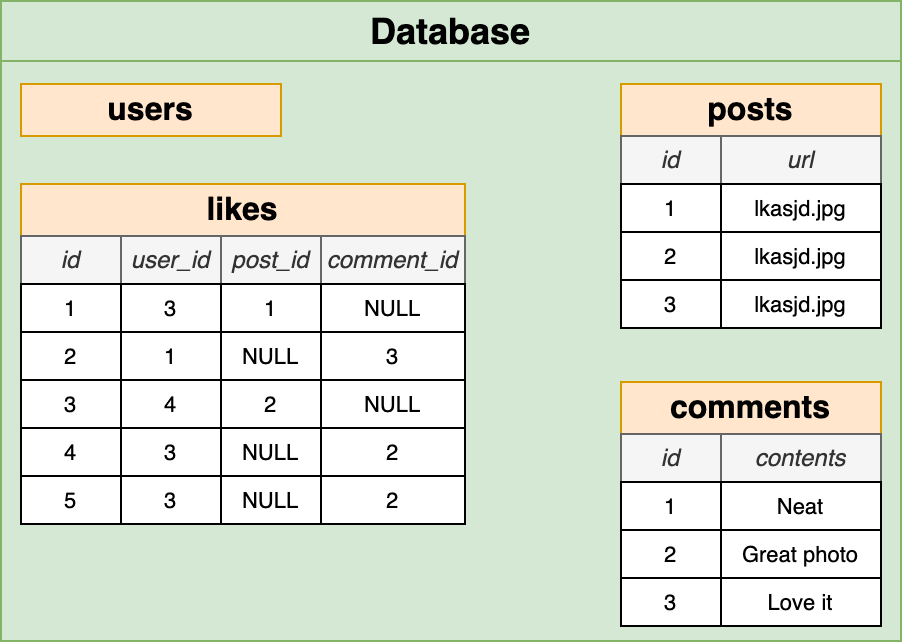 Database
users
likes
id user_id post_id comment_id
1 3 1 NULL
2 1 NULL 3
3 4 2 NULL
4 3 NULL 2
5 3 NULL 2
posts
id url
1 lkasjd.jpg
2 lkasjd.jpg
3 lkasjd.jpg
comments
id contents
1 Neat
2 Great photo
3 Love it